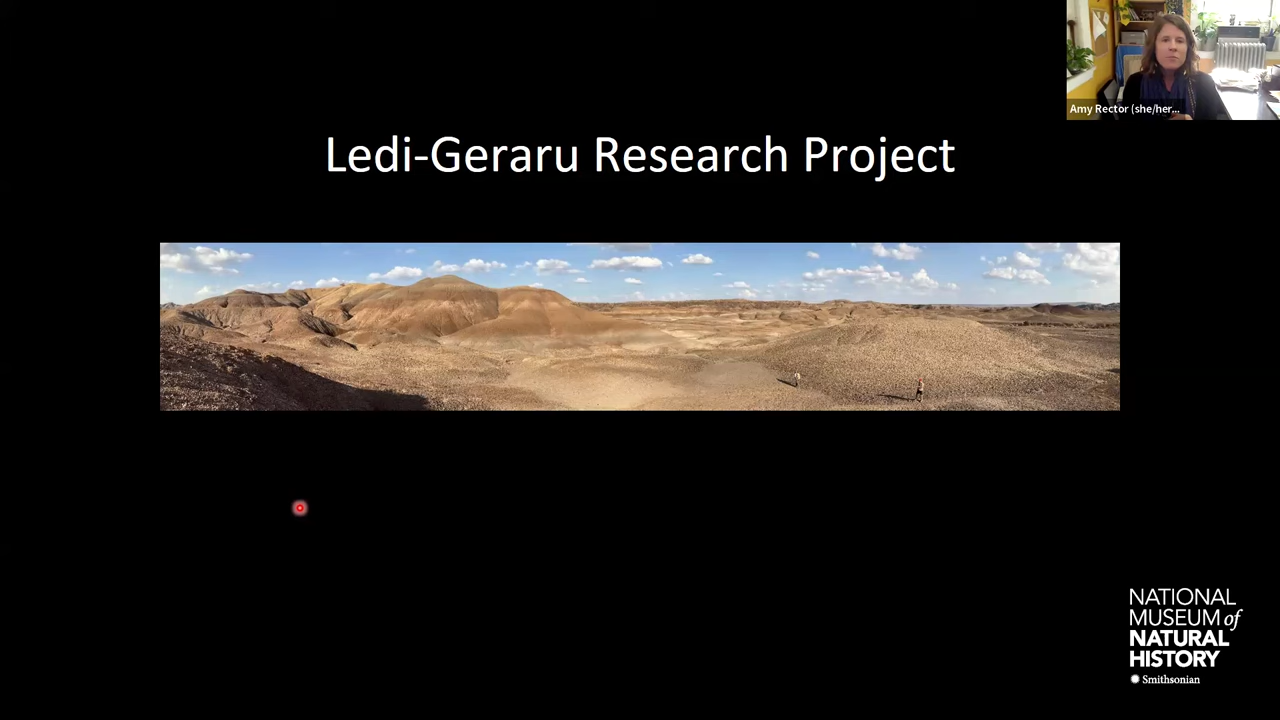 Amy Rector (she/her...
Ledi-Geraru Research Project
NATIONAL
MUSEUM of
NATURAL
HISTORY
Smithsonian